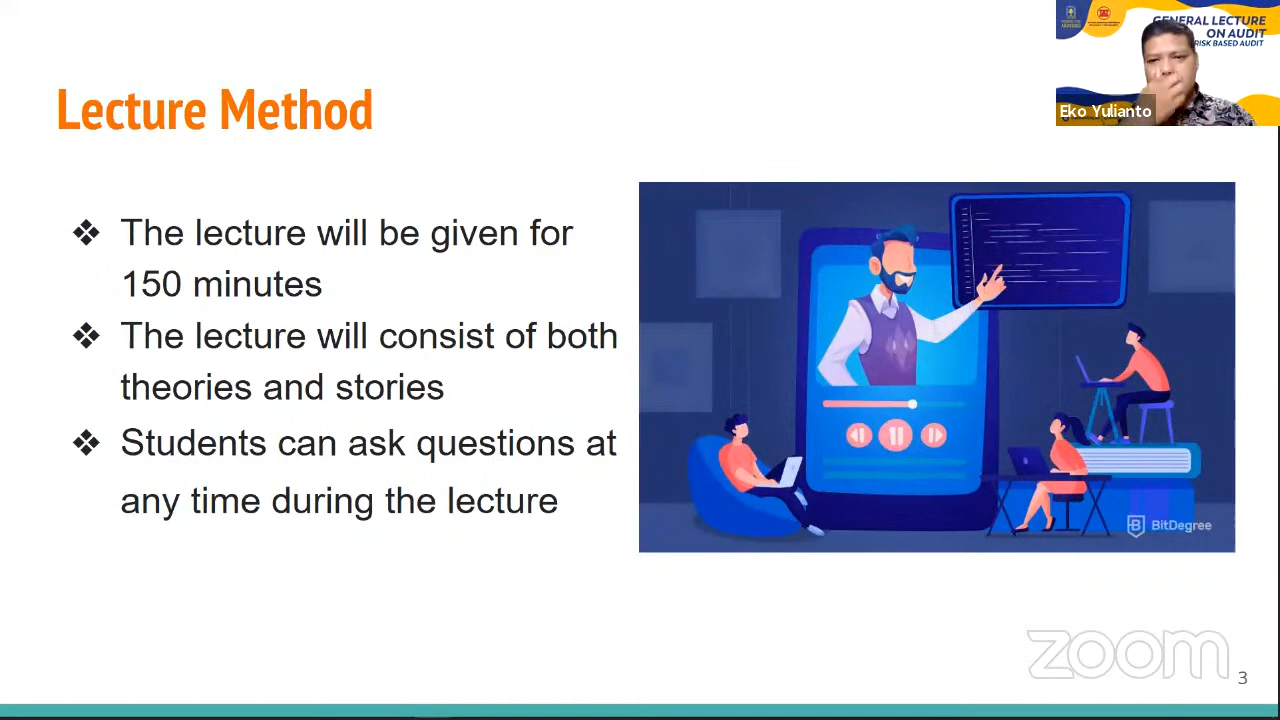 GENERAL LECTURE
ON AUDIT
RISK BASED AUDIT
Eko Yulianto
Lecture Method
❖ The lecture will be given for
150 minutes
❖ The lecture will consist of both
theories and stories
❖ Students can ask questions at
any time during the lecture
BitDegree
zoom
3